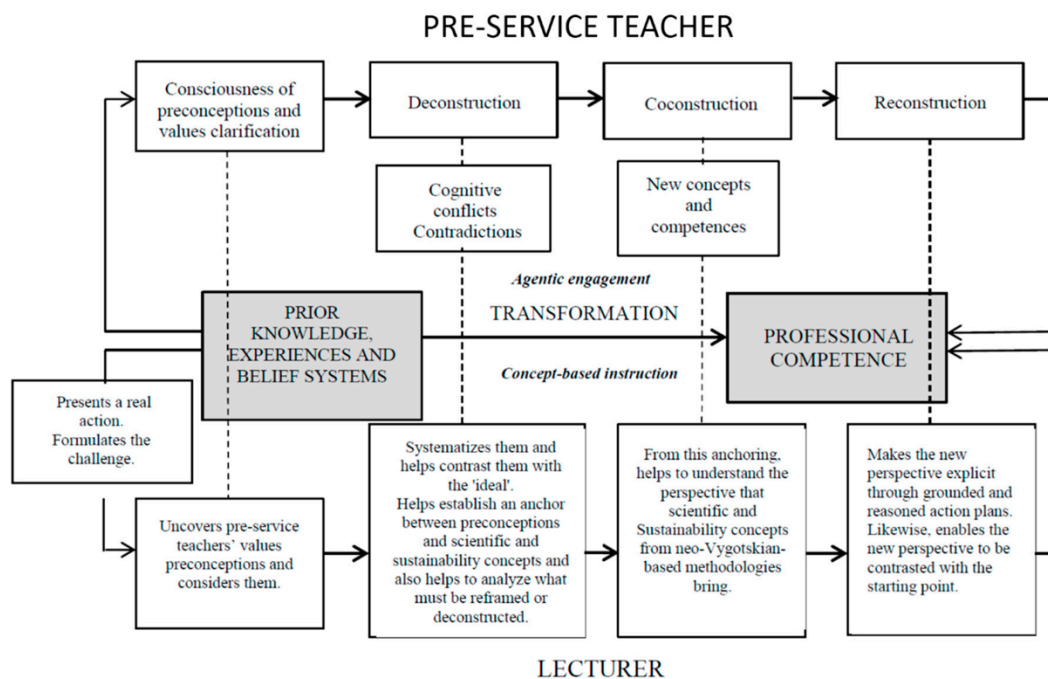 PRE-SERVICE TEACHER
Consciousness of
preconceptions and
values clarification
Deconstruction
Coconstruction
Reconstruction
Cognitive
conflicts
Contradictions
New concepts
and
competences
Agentic engagement
TRANSFORMATION
Concept-based instruction
PRIOR
KNOWLEDGE,
EXPERIENCES AND
BELIEF SYSTEMS
PROFESSIONAL
COMPETENCE
Presents a real
action.
Formulates the
challenge.
Uncovers pre-service
teachers’ values
preconceptions and
considers them.
Systematizes them and
helps contrast them with
the 'ideal'.
Helps establish an anchor
between preconceptions
and scientific and
sustainability concepts and
also helps to analyze what
must be reframed or
deconstructed.
From this anchoring,
helps to understand the
perspective that
scientific and
Sustainability concepts
from neo-Vygotskian-
based methodologies
bring.
Makes the new
perspective explicit
through grounded and
reasoned action plans.
Likewise, enables the
new perspective to be
contrasted with the
starting point.
LECTURER